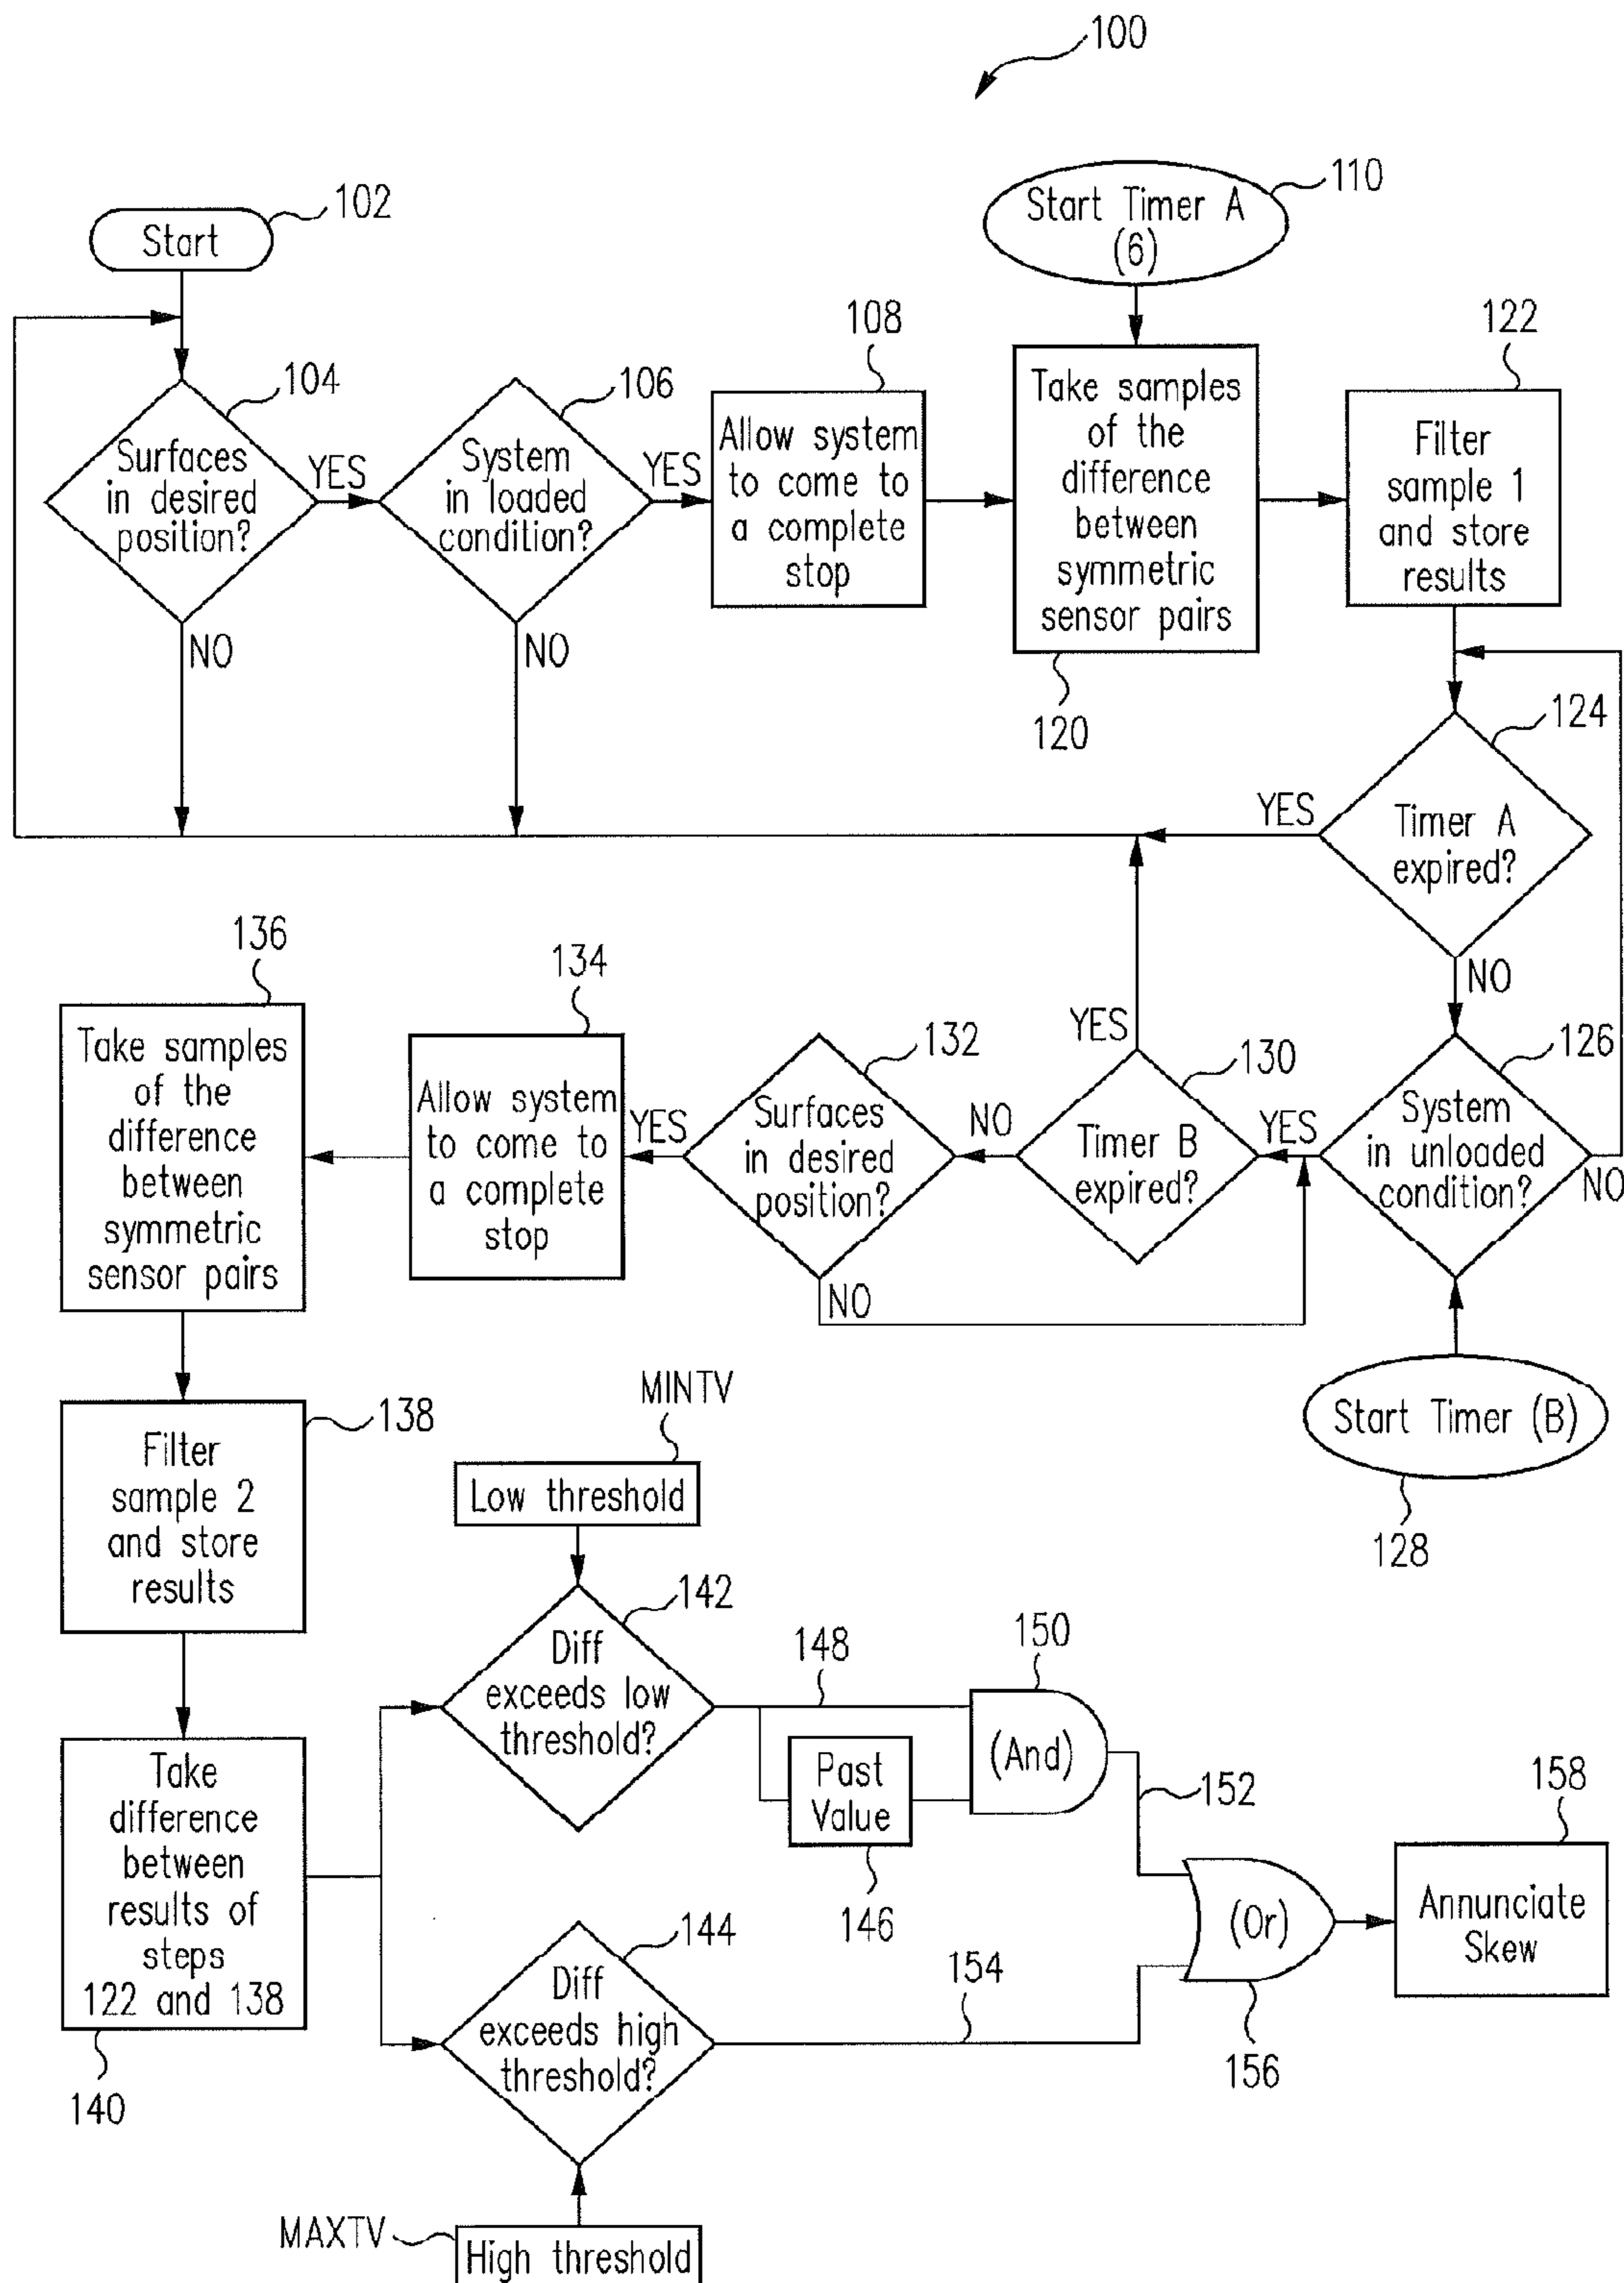 100
102
Start
110
Start Timer A
(6)
104
Surfaces
in desired
position?
YES
NO
106
System
in loaded
condition?
YES
NO
108
Allow system
to come to
a complete
stop
Take samples
of the
difference
between
symmetric
sensor pairs
120
122
Filter
sample 1
and store
results
124
Timer A
expired?
YES
NO
126
System
in unloaded
condition?
YES
NO
Start Timer (B)
128
130
Timer B
expired?
YES
NO
132
Surfaces
in desired
position?
YES
NO
134
Allow system
to come to
a complete
stop
136
Take samples
of the
difference
between
symmetric
sensor pairs
138
Filter
sample 2
and store
results
Take
difference
between
results of
steps
122 and 138
140
MINTV
Low threshold
142
Diff
exceeds low
threshold?
148
Past
Value
146
150
(And)
152
144
Diff
exceeds high
threshold?
154
MAXTV
High threshold
(Or)
156
158
Annunciate
Skew